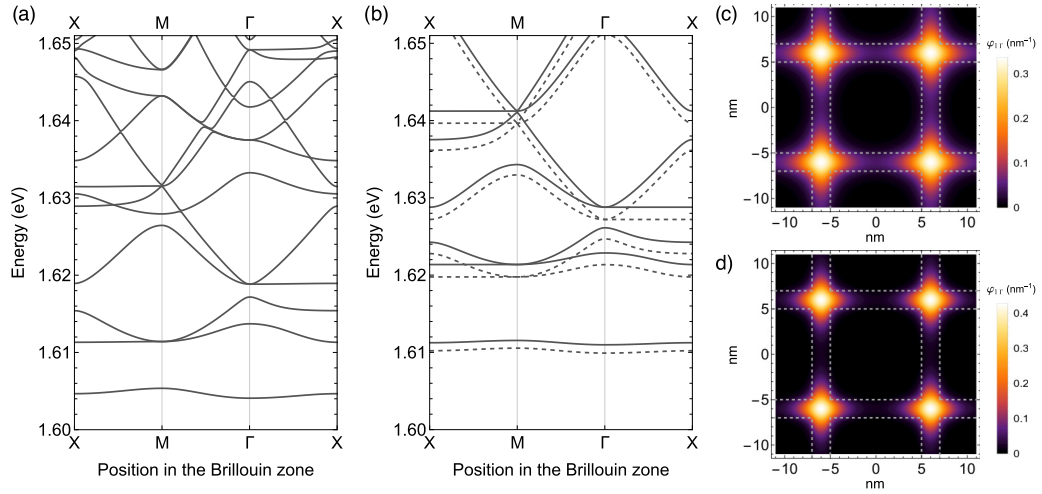 (a)
X M Γ X
1.65
1.64
1.63
1.62
1.61
1.60
Energy (eV)
X M Γ X
Position in the Brillouin zone
(b)
X M Γ X
1.65
1.64
1.63
1.62
1.61
1.60
Energy (eV)
X M Γ X
Position in the Brillouin zone
(c)
10
5
0
−5
−10
nm
−10 −5 0 5 10
nm
φ1Γ (nm⁻¹)
0.3
0.2
0.1
0
d)
10
5
0
−5
−10
nm
−10 −5 0 5 10
nm
φ1Γ (nm⁻¹)
0.4
0.3
0.2
0.1
0